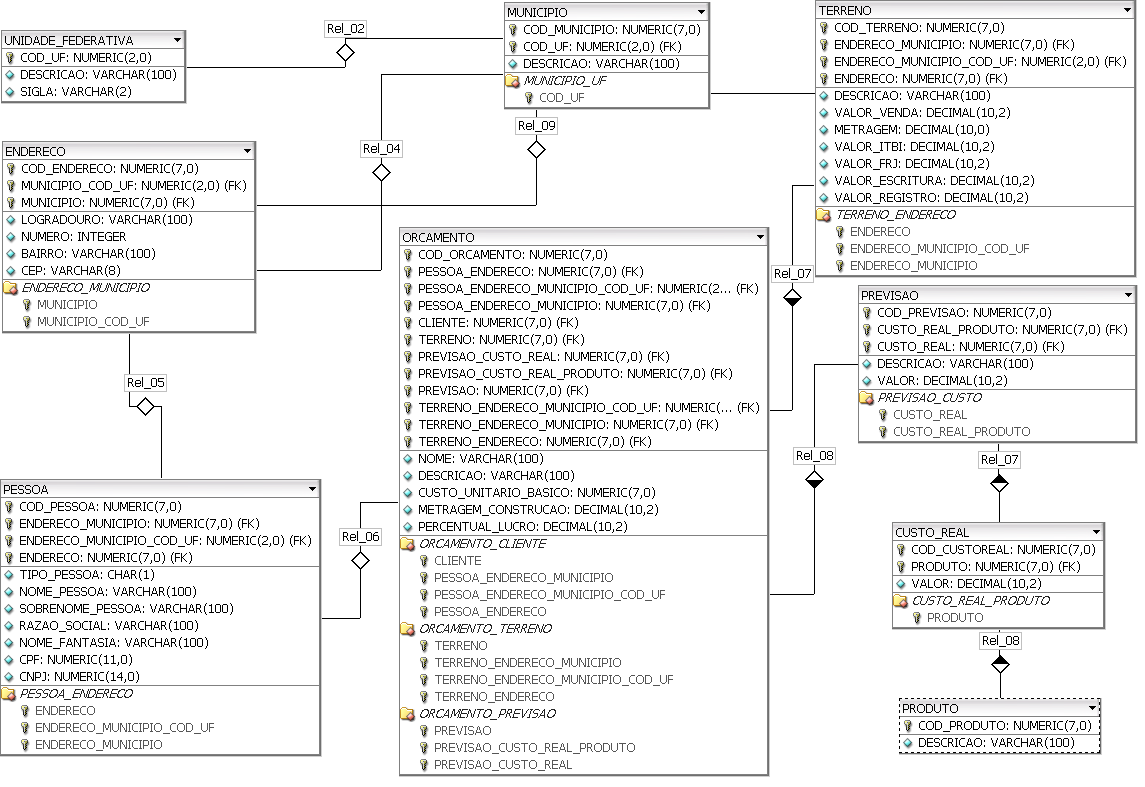 UNIDADE_FEDERATIVA
COD_UF: NUMERIC(2,0)
DESCRICAO: VARCHAR(100)
SIGLA: VARCHAR(2)
Rel_02
MUNICIPIO
COD_MUNICIPIO: NUMERIC(7,0)
COD_UF: NUMERIC(2,0) (FK)
DESCRICAO: VARCHAR(100)
MUNICIPIO_UF
COD_UF
TERRENO
COD_TERRENO: NUMERIC(7,0)
ENDERECO_MUNICIPIO: NUMERIC(7,0) (FK)
ENDERECO_MUNICIPIO_COD_UF: NUMERIC(2,0) (FK)
ENDERECO: NUMERIC(7,0) (FK)
DESCRICAO: VARCHAR(100)
VALOR_VENDA: DECIMAL(10,2)
METRAGEM: DECIMAL(10,0)
VALOR_ITBI: DECIMAL(10,2)
VALOR_FRJ: DECIMAL(10,2)
VALOR_ESCRITURA: DECIMAL(10,2)
VALOR_REGISTRO: DECIMAL(10,2)
TERRENO_ENDERECO
ENDERECO
ENDERECO_MUNICIPIO_COD_UF
ENDERECO_MUNICIPIO
Rel_09
Rel_04
ENDERECO
COD_ENDERECO: NUMERIC(7,0)
MUNICIPIO_COD_UF: NUMERIC(2,0) (FK)
MUNICIPIO: NUMERIC(7,0) (FK)
LOGRADOURO: VARCHAR(100)
NUMERO: INTEGER
BAIRRO: VARCHAR(100)
CEP: VARCHAR(8)
ENDERECO_MUNICIPIO
MUNICIPIO
MUNICIPIO_COD_UF
ORCAMENTO
COD_ORCAMENTO: NUMERIC(7,0)
PESSOA_ENDERECO: NUMERIC(7,0) (FK)
PESSOA_ENDERECO_MUNICIPIO_COD_UF: NUMERIC(2... (FK)
PESSOA_ENDERECO_MUNICIPIO: NUMERIC(7,0) (FK)
CLIENTE: NUMERIC(7,0) (FK)
TERRENO: NUMERIC(7,0) (FK)
PREVISAO_CUSTO_REAL: NUMERIC(7,0) (FK)
PREVISAO_CUSTO_REAL_PRODUTO: NUMERIC(7,0) (FK)
PREVISAO: NUMERIC(7,0) (FK)
TERRENO_ENDERECO_MUNICIPIO_COD_UF: NUMERIC(... (FK)
TERRENO_ENDERECO_MUNICIPIO: NUMERIC(7,0) (FK)
TERRENO_ENDERECO: NUMERIC(7,0) (FK)
NOME: VARCHAR(100)
DESCRICAO: VARCHAR(100)
CUSTO_UNITARIO_BASICO: NUMERIC(7,0)
METRAGEM_CONSTRUCAO: DECIMAL(10,2)
PERCENTUAL_LUCRO: DECIMAL(10,2)
ORCAMENTO_CLIENTE
CLIENTE
PESSOA_ENDERECO_MUNICIPIO
PESSOA_ENDERECO_MUNICIPIO_COD_UF
PESSOA_ENDERECO
ORCAMENTO_TERRENO
TERRENO
TERRENO_ENDERECO_MUNICIPIO
TERRENO_ENDERECO_MUNICIPIO_COD_UF
TERRENO_ENDERECO
ORCAMENTO_PREVISAO
PREVISAO
PREVISAO_CUSTO_REAL_PRODUTO
PREVISAO_CUSTO_REAL
Rel_07
PREVISAO
COD_PREVISAO: NUMERIC(7,0)
CUSTO_REAL_PRODUTO: NUMERIC(7,0) (FK)
CUSTO_REAL: NUMERIC(7,0) (FK)
DESCRICAO: VARCHAR(100)
VALOR: DECIMAL(10,2)
PREVISAO_CUSTO
CUSTO_REAL
CUSTO_REAL_PRODUTO
Rel_05
Rel_08
Rel_07
PESSOA
COD_PESSOA: NUMERIC(7,0)
ENDERECO_MUNICIPIO: NUMERIC(7,0) (FK)
ENDERECO_MUNICIPIO_COD_UF: NUMERIC(2,0) (FK)
ENDERECO: NUMERIC(7,0) (FK)
TIPO_PESSOA: CHAR(1)
NOME_PESSOA: VARCHAR(100)
SOBRENOME_PESSOA: VARCHAR(100)
RAZAO_SOCIAL: VARCHAR(100)
NOME_FANTASIA: VARCHAR(100)
CPF: NUMERIC(11,0)
CNPJ: NUMERIC(14,0)
PESSOA_ENDERECO
ENDERECO
ENDERECO_MUNICIPIO_COD_UF
ENDERECO_MUNICIPIO
Rel_06
CUSTO_REAL
COD_CUSTOREAL: NUMERIC(7,0)
PRODUTO: NUMERIC(7,0) (FK)
VALOR: DECIMAL(10,2)
CUSTO_REAL_PRODUTO
PRODUTO
Rel_08
PRODUTO
COD_PRODUTO: NUMERIC(7,0)
DESCRICAO: VARCHAR(100)